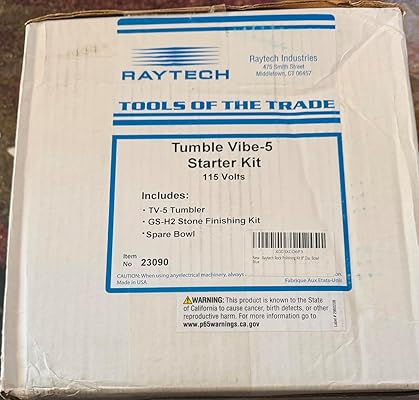 RAYTECH
Raytech Industries
475 Smith Street
Middletown, CT 06457
TOOLS OF THE TRADE
Tumble Vibe-5
Starter Kit
115 Volts
Includes:
• TV-5 Tumbler
• GS-H2 Stone Finishing Kit
• Spare Bowl
Item
No 23090
New
CAUTION: When using any electrical machinery, always
Made in USA
Fabrique Aux Etats-Unis
WARNING: This product is known to the State
of California to cause cancer, birth defects, or other
reproductive harm. For more information go to
www.p65warnings.ca.gov